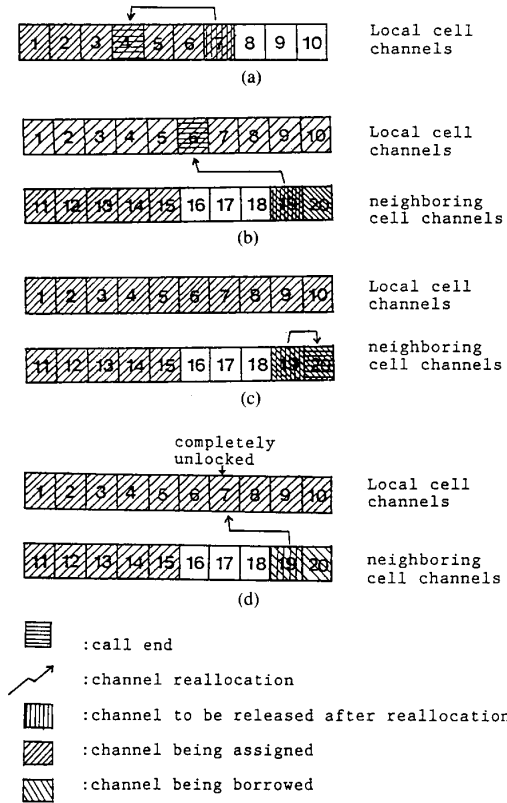 1 2 3 4 5 6 7 8 9 10
Local cell
channels
(a)
1 2 3 4 5 6 7 8 9 10
Local cell
channels
11 12 13 14 15 16 17 18 19 20
neighboring
cell channels
(b)
1 2 3 4 5 6 7 8 9 10
Local cell
channels
11 12 13 14 15 16 17 18 19 20
neighboring
cell channels
(c)
completely
unlocked
1 2 3 4 5 6 7 8 9 10
Local cell
channels
11 12 13 14 15 16 17 18 19 20
neighboring
cell channels
(d)
:call end
:channel reallocation
:channel to be released after reallocation
:channel being assigned
:channel being borrowed